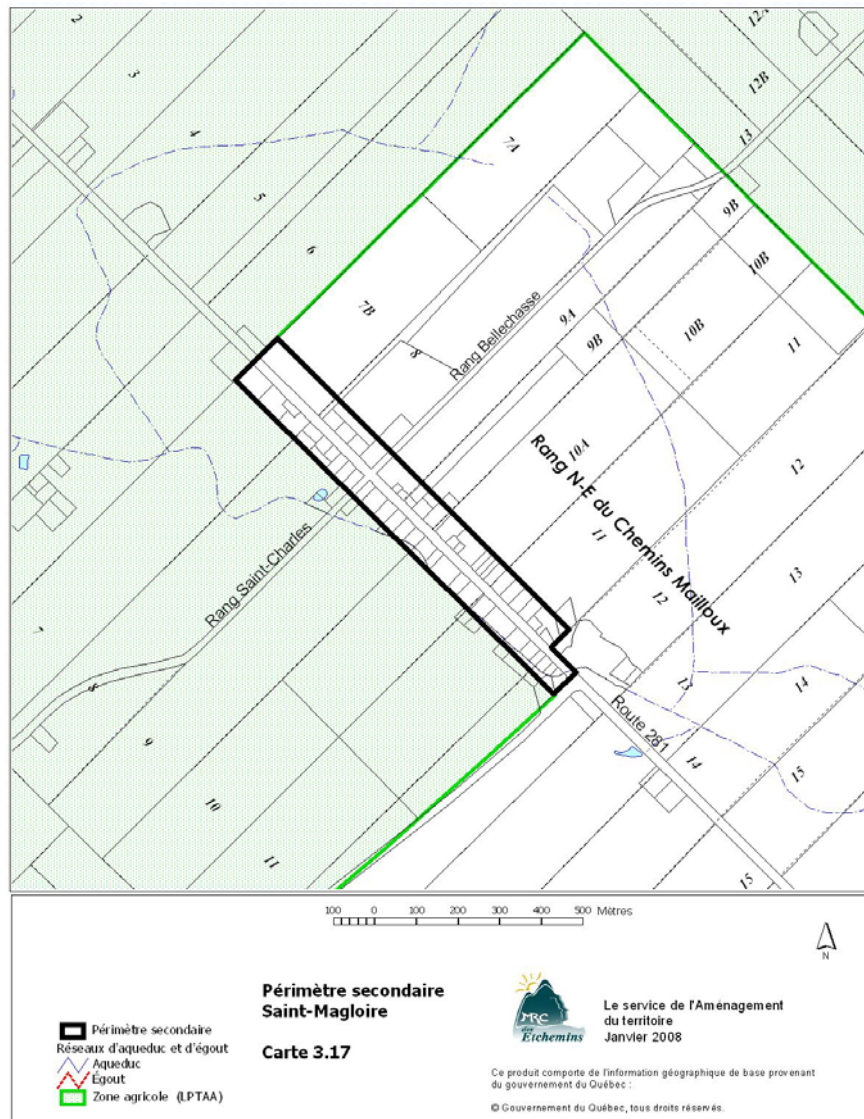 2
3
4
5
6
7A
7B
8
12A
12B
13
9B
10B
9A
9B
10B
11
10A
11
12
12
13
13
14
14
15
15
7
8
9
10
11
Rang Bellechasse
Rang N-E du Chemins Mailloux
Rang Saint-Charles
Route 281
100 0 100 200 300 400 500 Mètres
N
Périmètre secondaire
Saint-Magloire
Carte 3.17
Périmètre secondaire
Réseaux d'aqueduc et d'égout
Aqueduc
Égout
Zone agricole (LPTAA)
MRC
des
Etchemins
Le service de l'Aménagement
du territoire
Janvier 2008
Ce produit comporte de l'information géographique de base provenant
du gouvernement du Québec :
© Gouvernement du Québec, tous droits réservés.